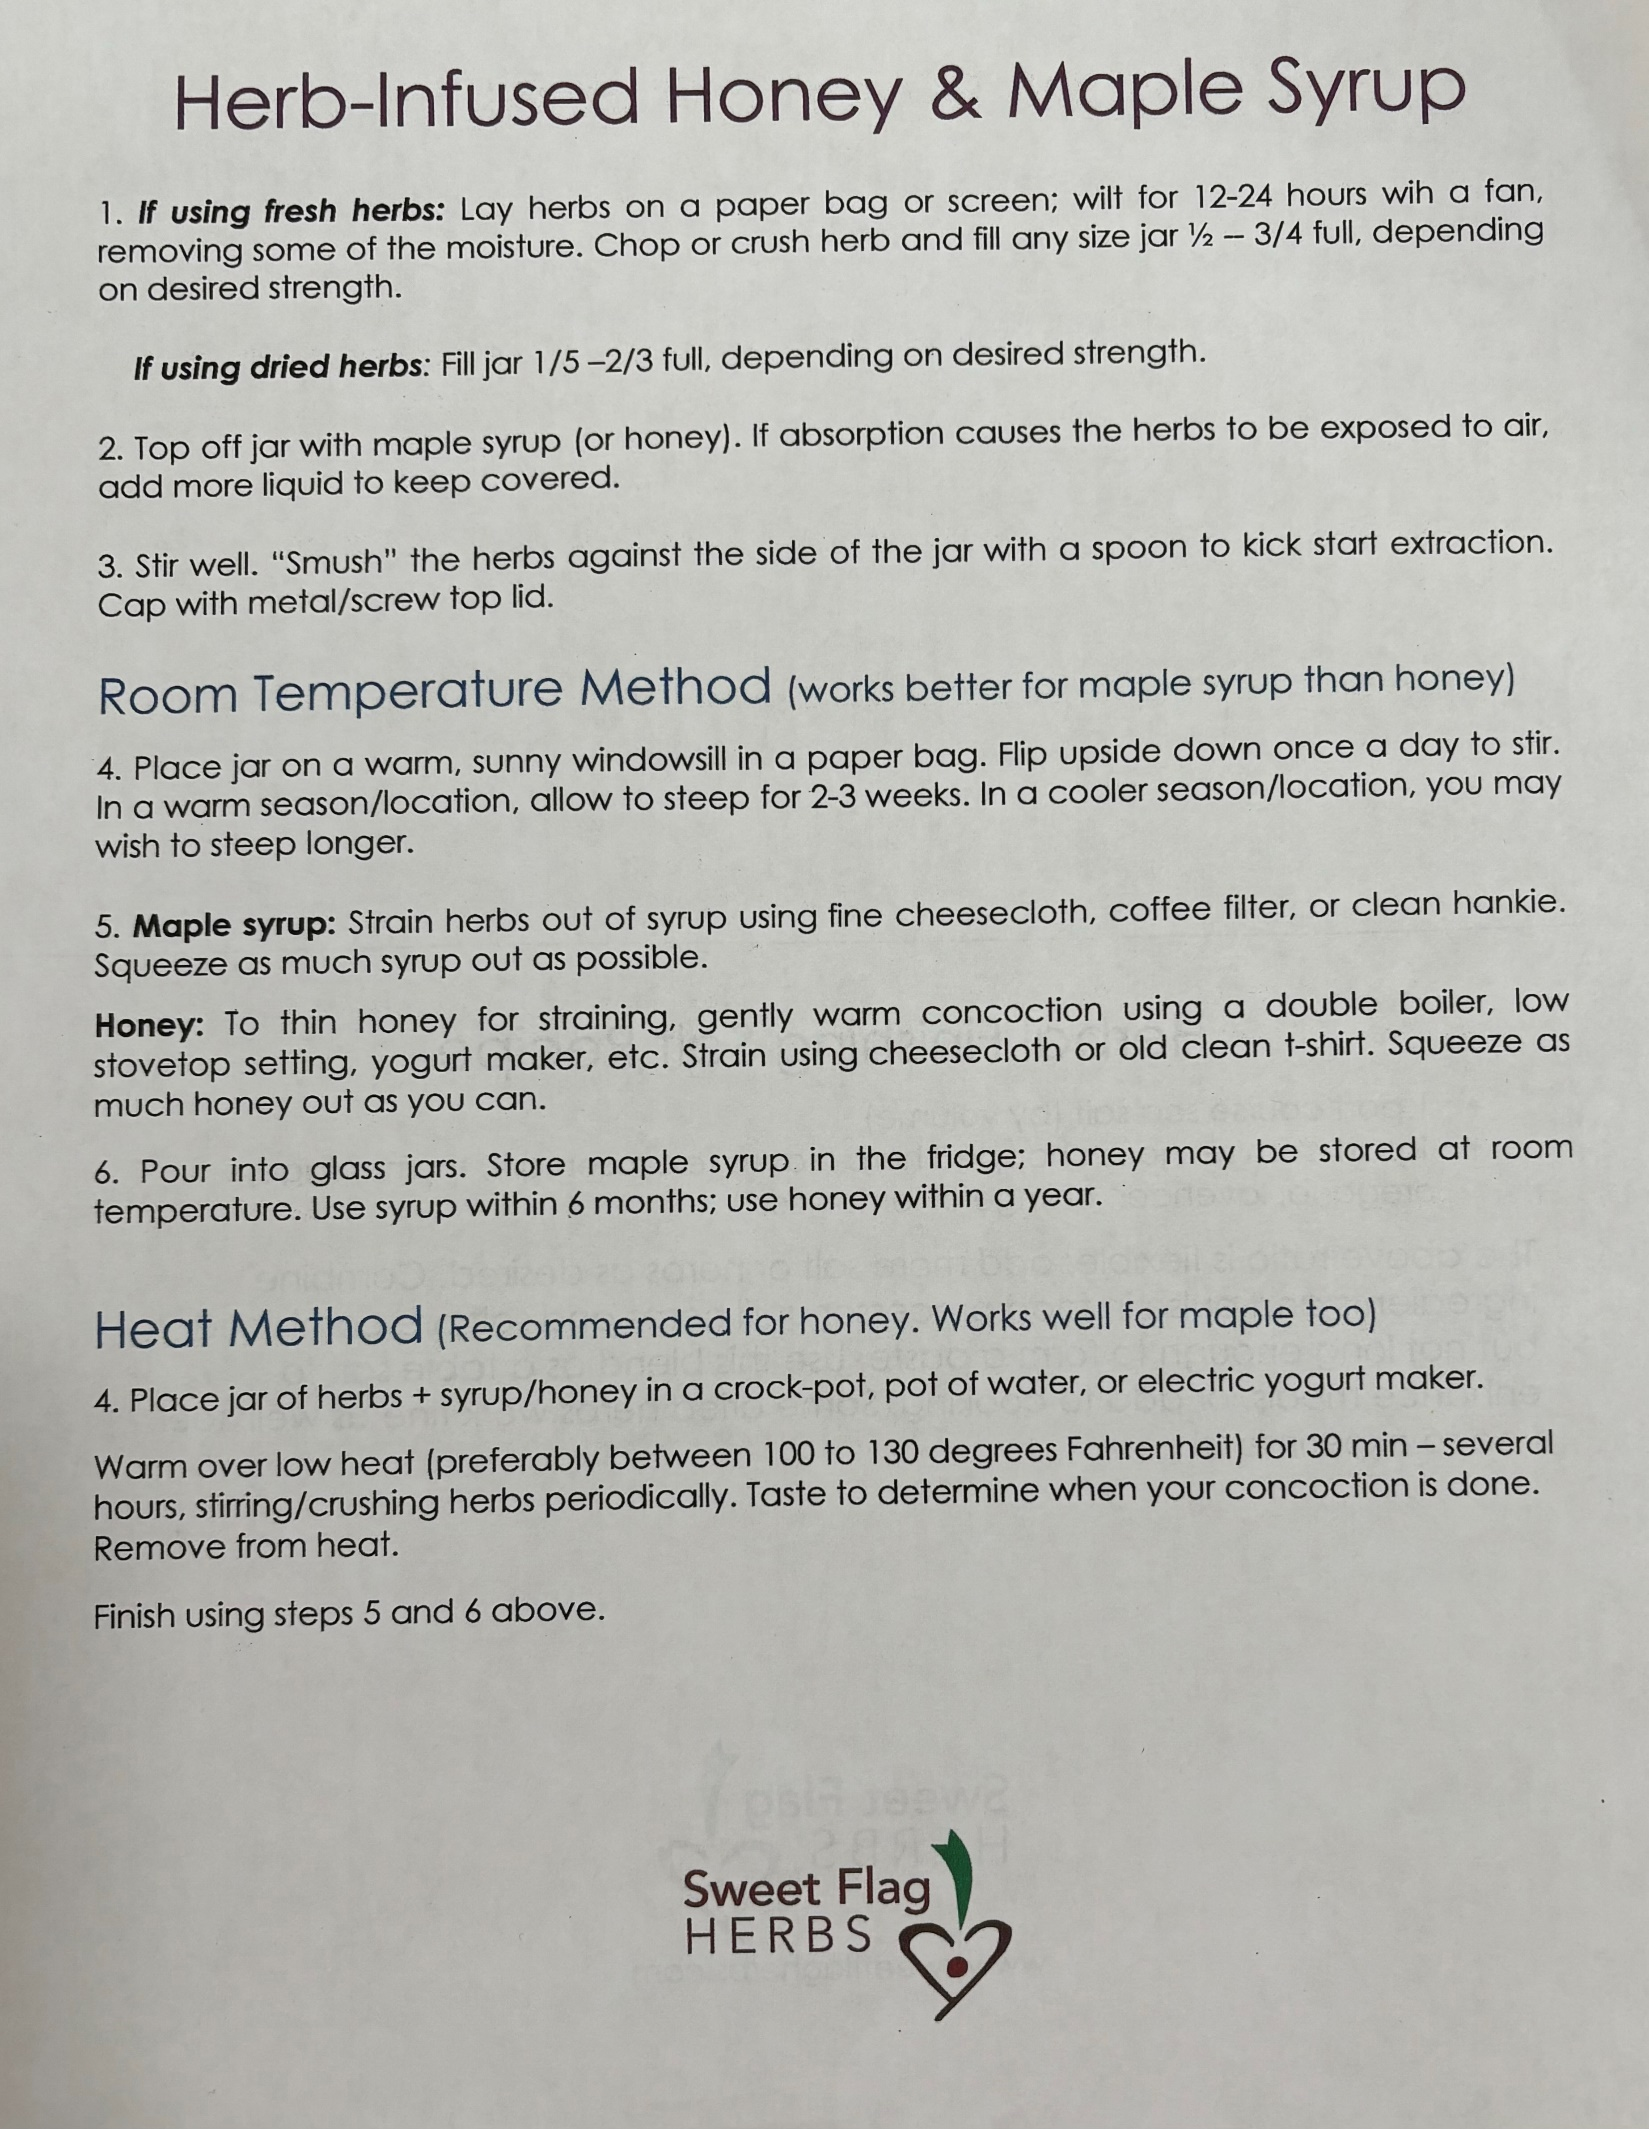 Herb-Infused Honey & Maple Syrup
1. If using fresh herbs: Lay herbs on a paper bag or screen; wilt for 12-24 hours wih a fan,
removing some of the moisture. Chop or crush herb and fill any size jar ½ – 3/4 full, depending
on desired strength.
If using dried herbs: Fill jar 1/5 –2/3 full, depending on desired strength.
2. Top off jar with maple syrup (or honey). If absorption causes the herbs to be exposed to air,
add more liquid to keep covered.
3. Stir well. "Smush" the herbs against the side of the jar with a spoon to kick start extraction.
Cap with metal/screw top lid.
Room Temperature Method (works better for maple syrup than honey)
4. Place jar on a warm, sunny windowsill in a paper bag. Flip upside down once a day to stir.
In a warm season/location, allow to steep for 2-3 weeks. In a cooler season/location, you may
wish to steep longer.
5. Maple syrup: Strain herbs out of syrup using fine cheesecloth, coffee filter, or clean hankie.
Squeeze as much syrup out as possible.
Honey: To thin honey for straining, gently warm concoction using a double boiler, low
stovetop setting, yogurt maker, etc. Strain using cheesecloth or old clean t-shirt. Squeeze as
much honey out as you can.
6. Pour into glass jars. Store maple syrup in the fridge; honey may be stored at room
temperature. Use syrup within 6 months; use honey within a year.
Heat Method (Recommended for honey. Works well for maple too)
4. Place jar of herbs + syrup/honey in a crock-pot, pot of water, or electric yogurt maker.
Warm over low heat (preferably between 100 to 130 degrees Fahrenheit) for 30 min – several
hours, stirring/crushing herbs periodically. Taste to determine when your concoction is done.
Remove from heat.
Finish using steps 5 and 6 above.
Sweet Flag
HERBS